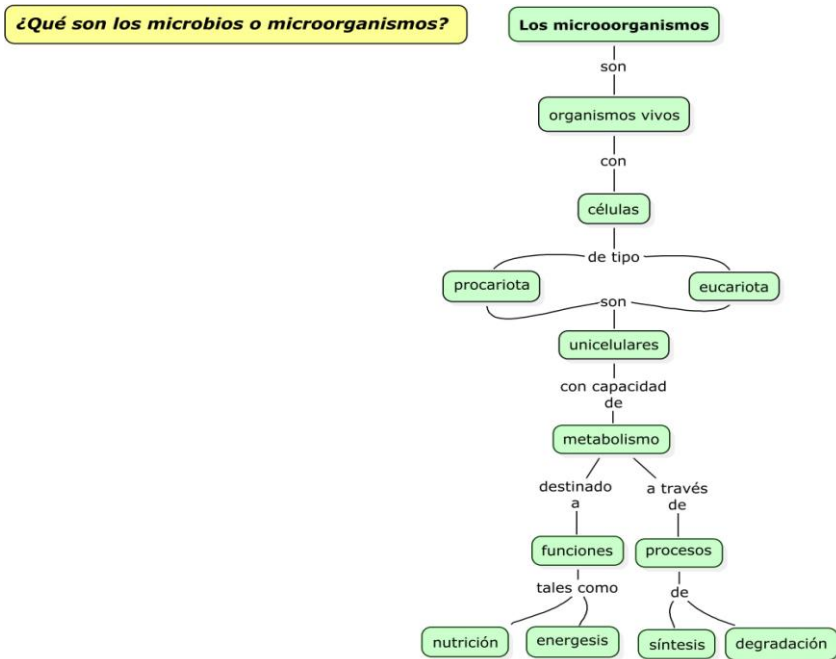 ¿Qué son los microbios o microorganismos?
Los microoorganismos
son
organismos vivos
con
células
de tipo
procariota
eucariota
son
unicelulares
con capacidad
de
metabolismo
destinado
a
a través
de
funciones
procesos
tales como
de
nutrición
energesis
síntesis
degradación